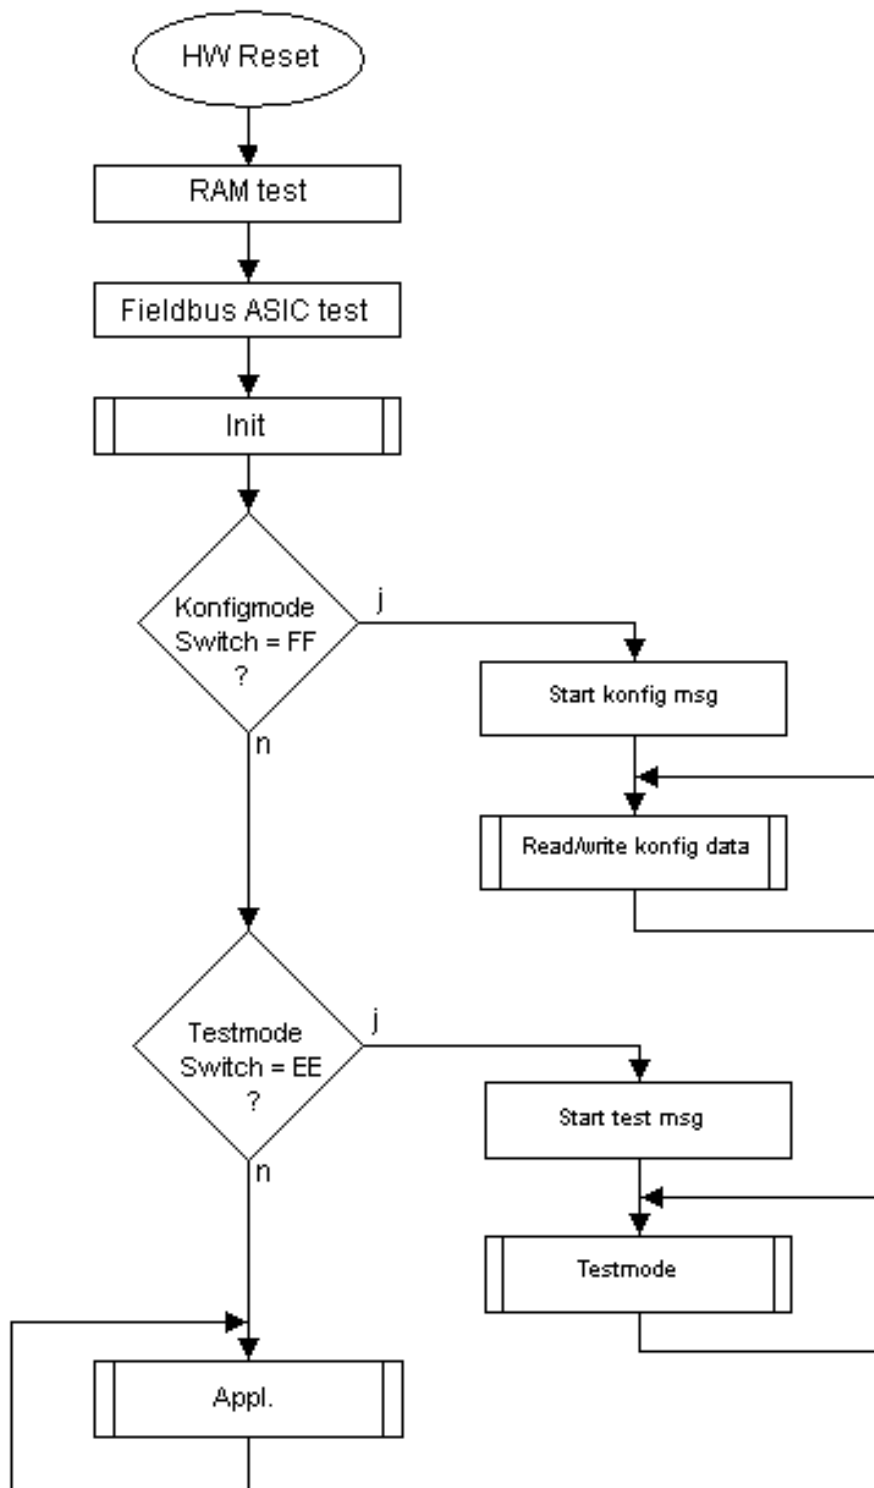 HW Reset
RAM test
Fieldbus ASIC test
Init
Konfigmode
Switch = FF
?
j
n
Start konfig msg
Read/write konfig data
Testmode
Switch = EE
?
j
n
Start test msg
Testmode
Appl.